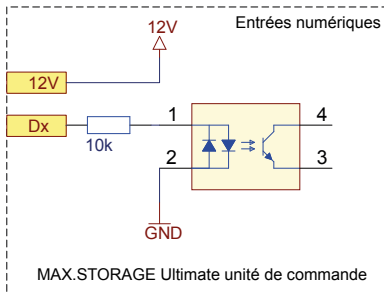 Entrées numériques
12V
12V
Dx
10k
1
2
4
3
GND
MAX.STORAGE Ultimate unité de commande